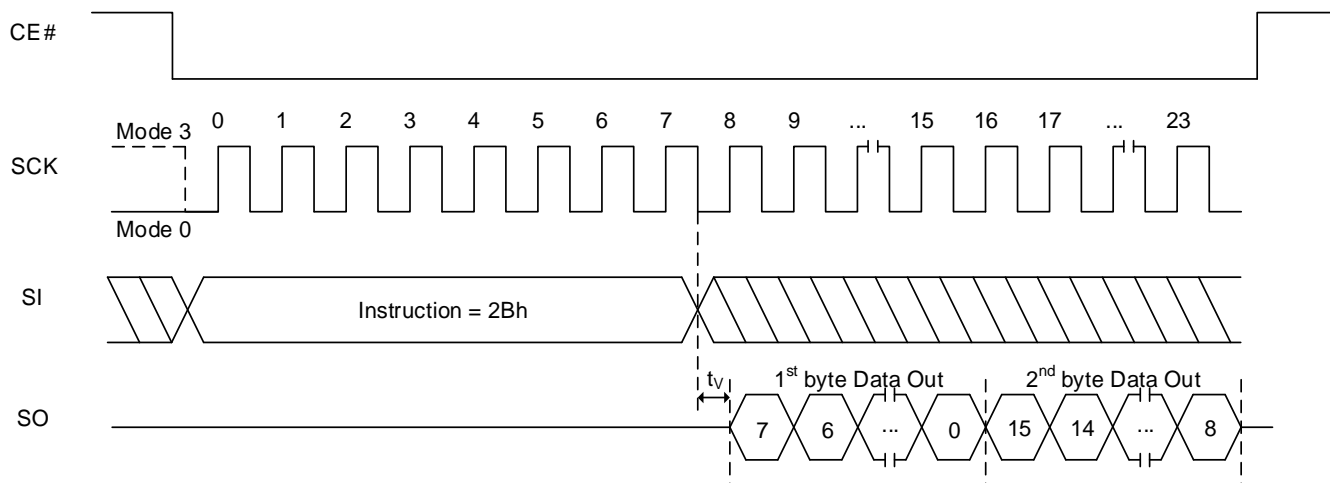 CE#
0 1 2 3 4 5 6 7 8 9 ... 15 16 17 ... 23
Mode 3
SCK
Mode 0
SI
Instruction = 2Bh
tV 1st byte Data Out 2nd byte Data Out
SO
7 6 ... 0 15 14 ... 8